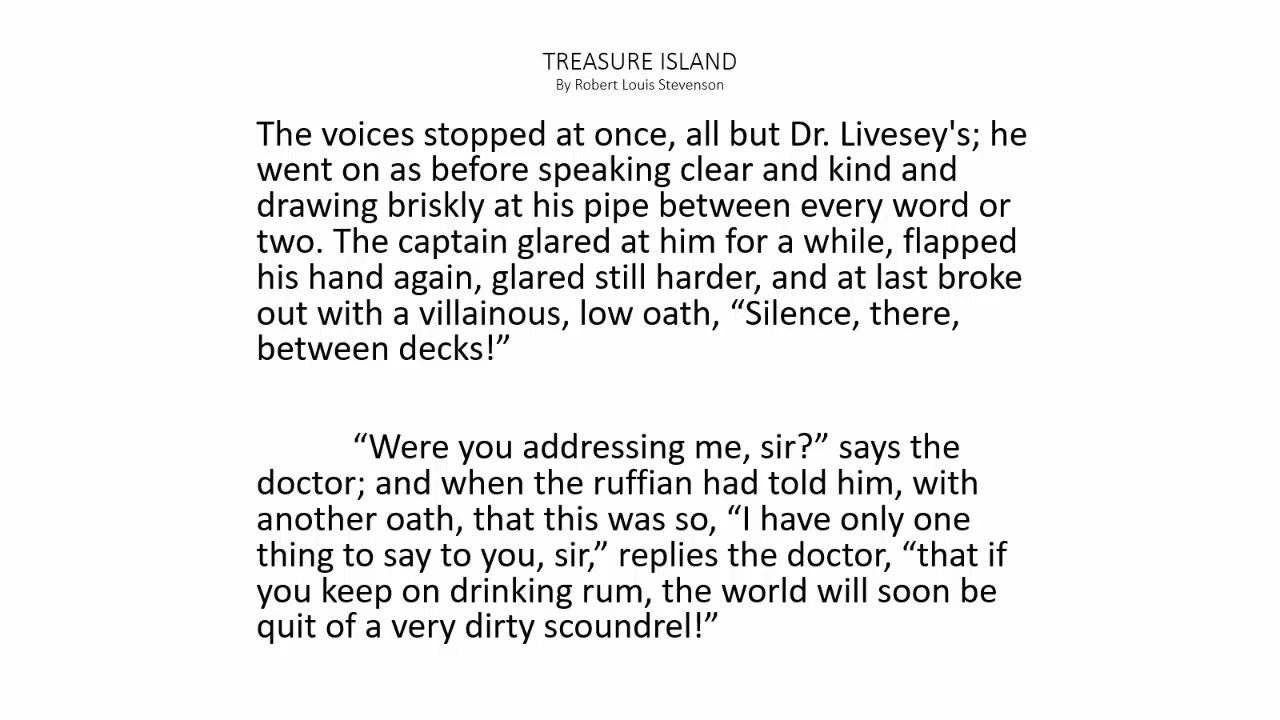 TREASURE ISLAND
By Robert Louis Stevenson
The voices stopped at once, all but Dr. Livesey's; he
went on as before speaking clear and kind and
drawing briskly at his pipe between every word or
two. The captain glared at him for a while, flapped
his hand again, glared still harder, and at last broke
out with a villainous, low oath, “Silence, there,
between decks!”
“Were you addressing me, sir?” says the
doctor; and when the ruffian had told him, with
another oath, that this was so, “I have only one
thing to say to you, sir,” replies the doctor, “that if
you keep on drinking rum, the world will soon be
quit of a very dirty scoundrel!”